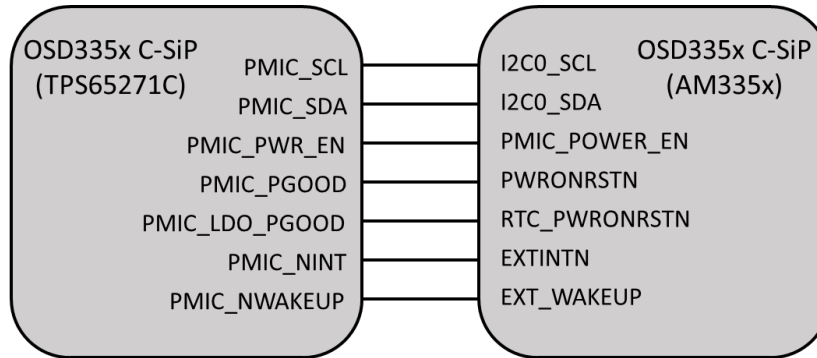 OSD335x C-SiP
(TPS65271C)
PMIC_SCL
PMIC_SDA
PMIC_PWR_EN
PMIC_PGOOD
PMIC_LDO_PGOOD
PMIC_NINT
PMIC_NWAKEUP
OSD335x C-SiP
(AM335x)
I2C0_SCL
I2C0_SDA
PMIC_POWER_EN
PWRONRSTN
RTC_PWRONRSTN
EXTINTN
EXT_WAKEUP